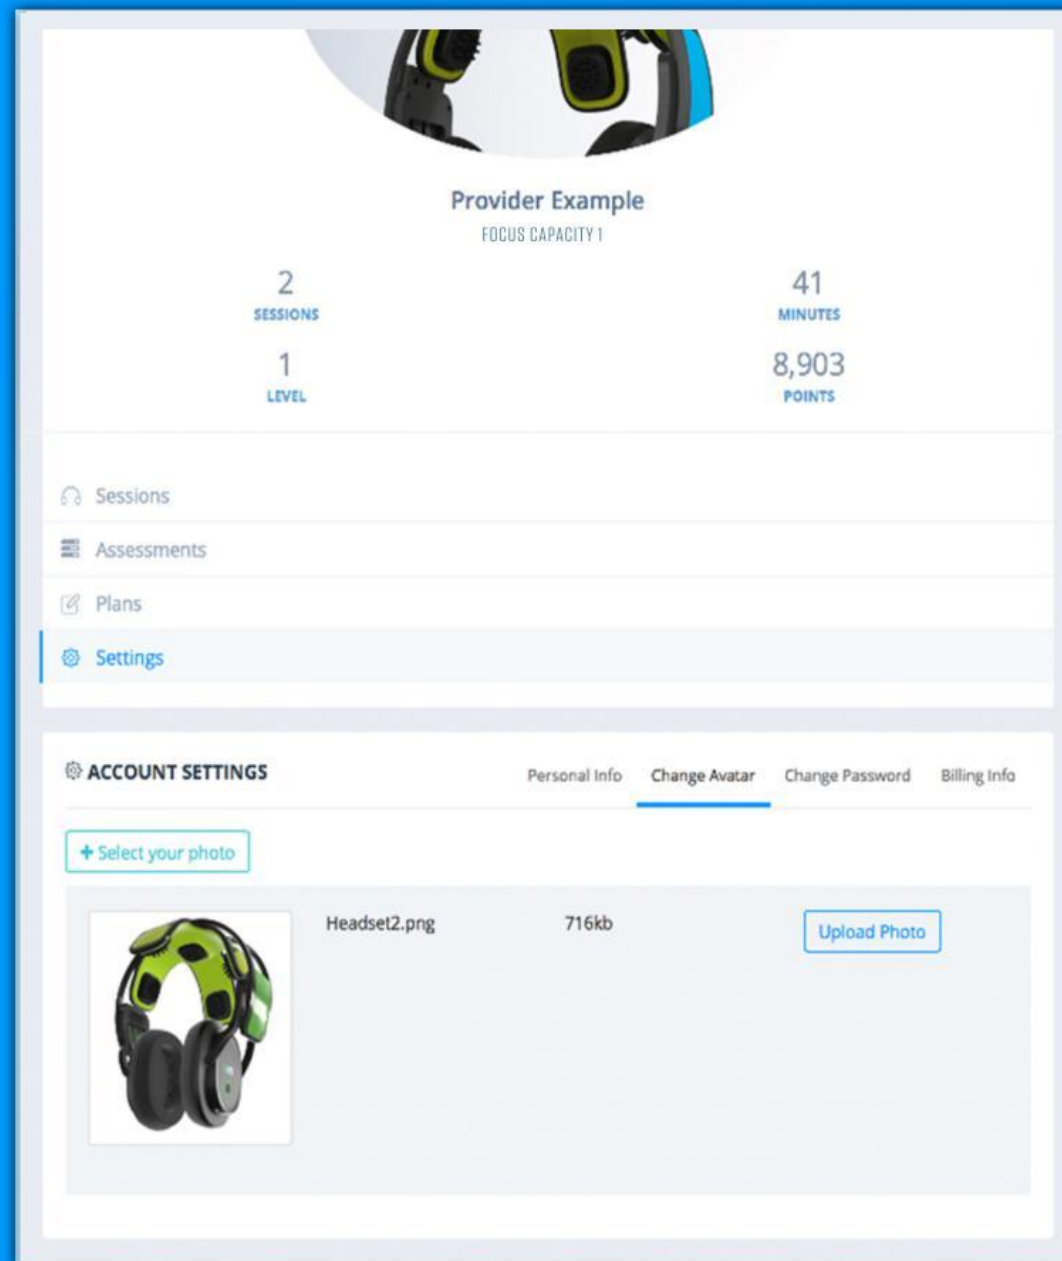 Provider Example
FOCUS CAPACITY 1
2
SESSIONS
41
MINUTES
1
LEVEL
8,903
POINTS
Sessions
Assessments
Plans
Settings
ACCOUNT SETTINGS
Personal Info
Change Avatar
Change Password
Billing Info
+ Select your photo
Headset2.png
716kb
Upload Photo